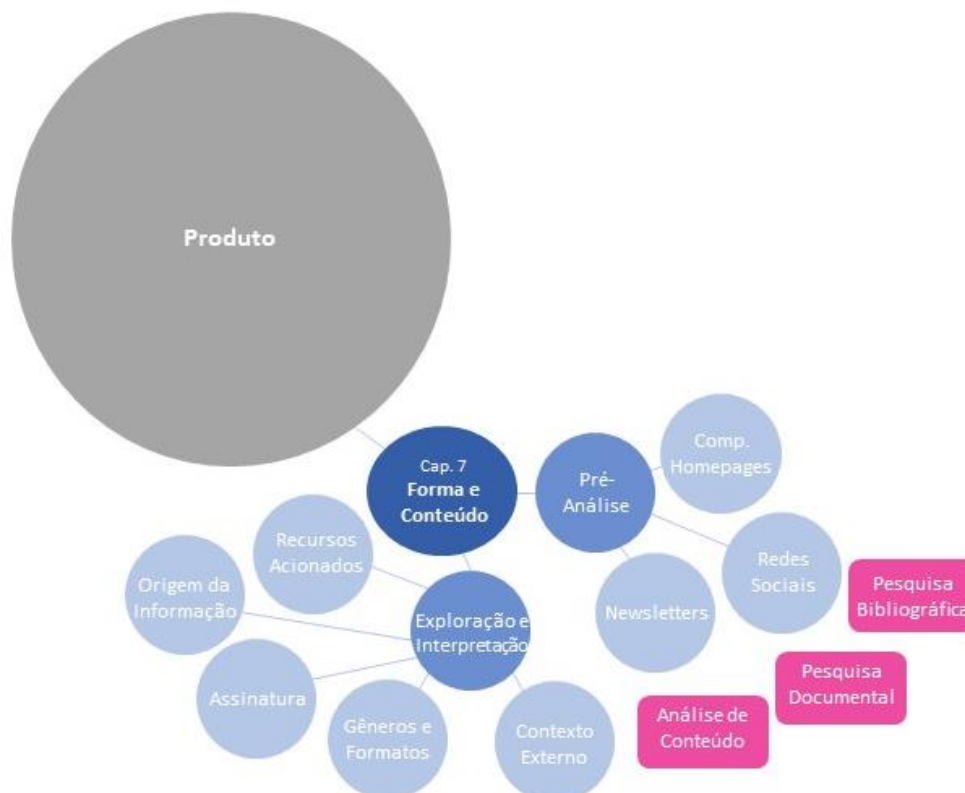 Produto
Cap. 7
Forma e
Conteúdo
Pré-
Análise
Comp.
Homepages
Redes
Sociais
Newsletters
Recursos
Acionados
Origem da
Informação
Exploração e
Interpretação
Assinatura
Gêneros e
Formatos
Contexto
Externo
Pesquisa
Bibliográfica
Pesquisa
Documental
Análise de
Conteúdo